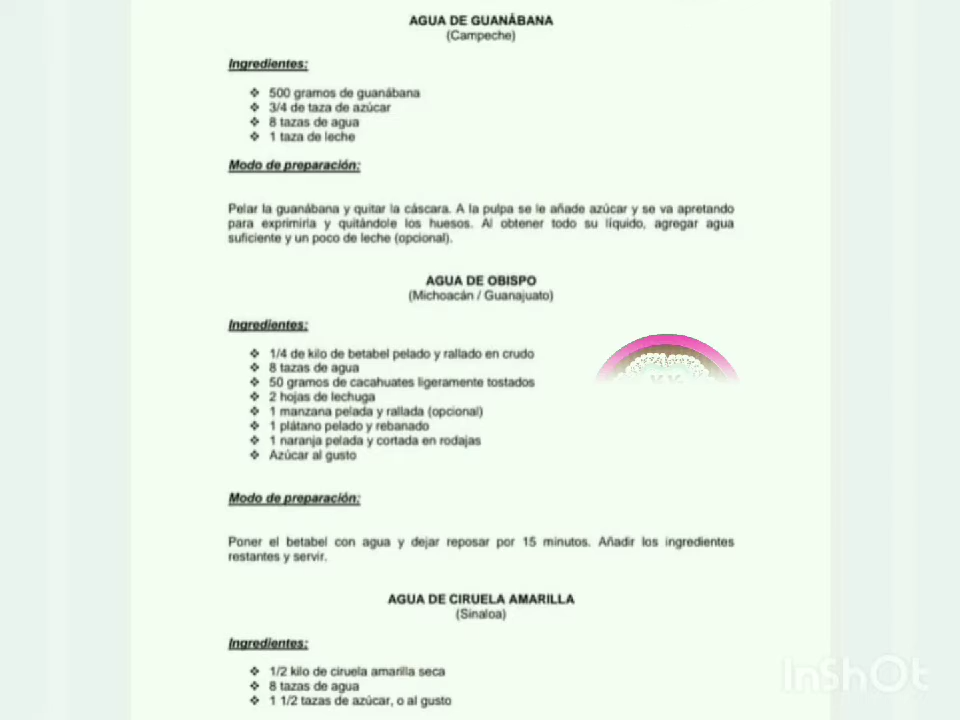 AGUA DE GUANÁBANA
(Campeche)
Ingredientes:
❖ 500 gramos de guanábana
❖ 3/4 de taza de azúcar
❖ 8 tazas de agua
❖ 1 taza de leche
Modo de preparación:
Pelar la guanábana y quitar la cáscara. A la pulpa se le añade azúcar y se va apretando
para exprimirla y quitándole los huesos. Al obtener todo su líquido, agregar agua
suficiente y un poco de leche (opcional).
AGUA DE OBISPO
(Michoacán / Guanajuato)
Ingredientes:
❖ 1/4 de kilo de betabel pelado y rallado en crudo
❖ 8 tazas de agua
❖ 50 gramos de cacahuates ligeramente tostados
❖ 2 hojas de lechuga
❖ 1 manzana pelada y rallada (opcional)
❖ 1 plátano pelado y rebanado
❖ 1 naranja pelada y cortada en rodajas
❖ Azúcar al gusto
Modo de preparación:
Poner el betabel con agua y dejar reposar por 15 minutos. Añadir los ingredientes
restantes y servir.
AGUA DE CIRUELA AMARILLA
(Sinaloa)
Ingredientes:
❖ 1/2 kilo de ciruela amarilla seca
❖ 8 tazas de agua
❖ 1 1/2 tazas de azúcar, o al gusto
InShOt